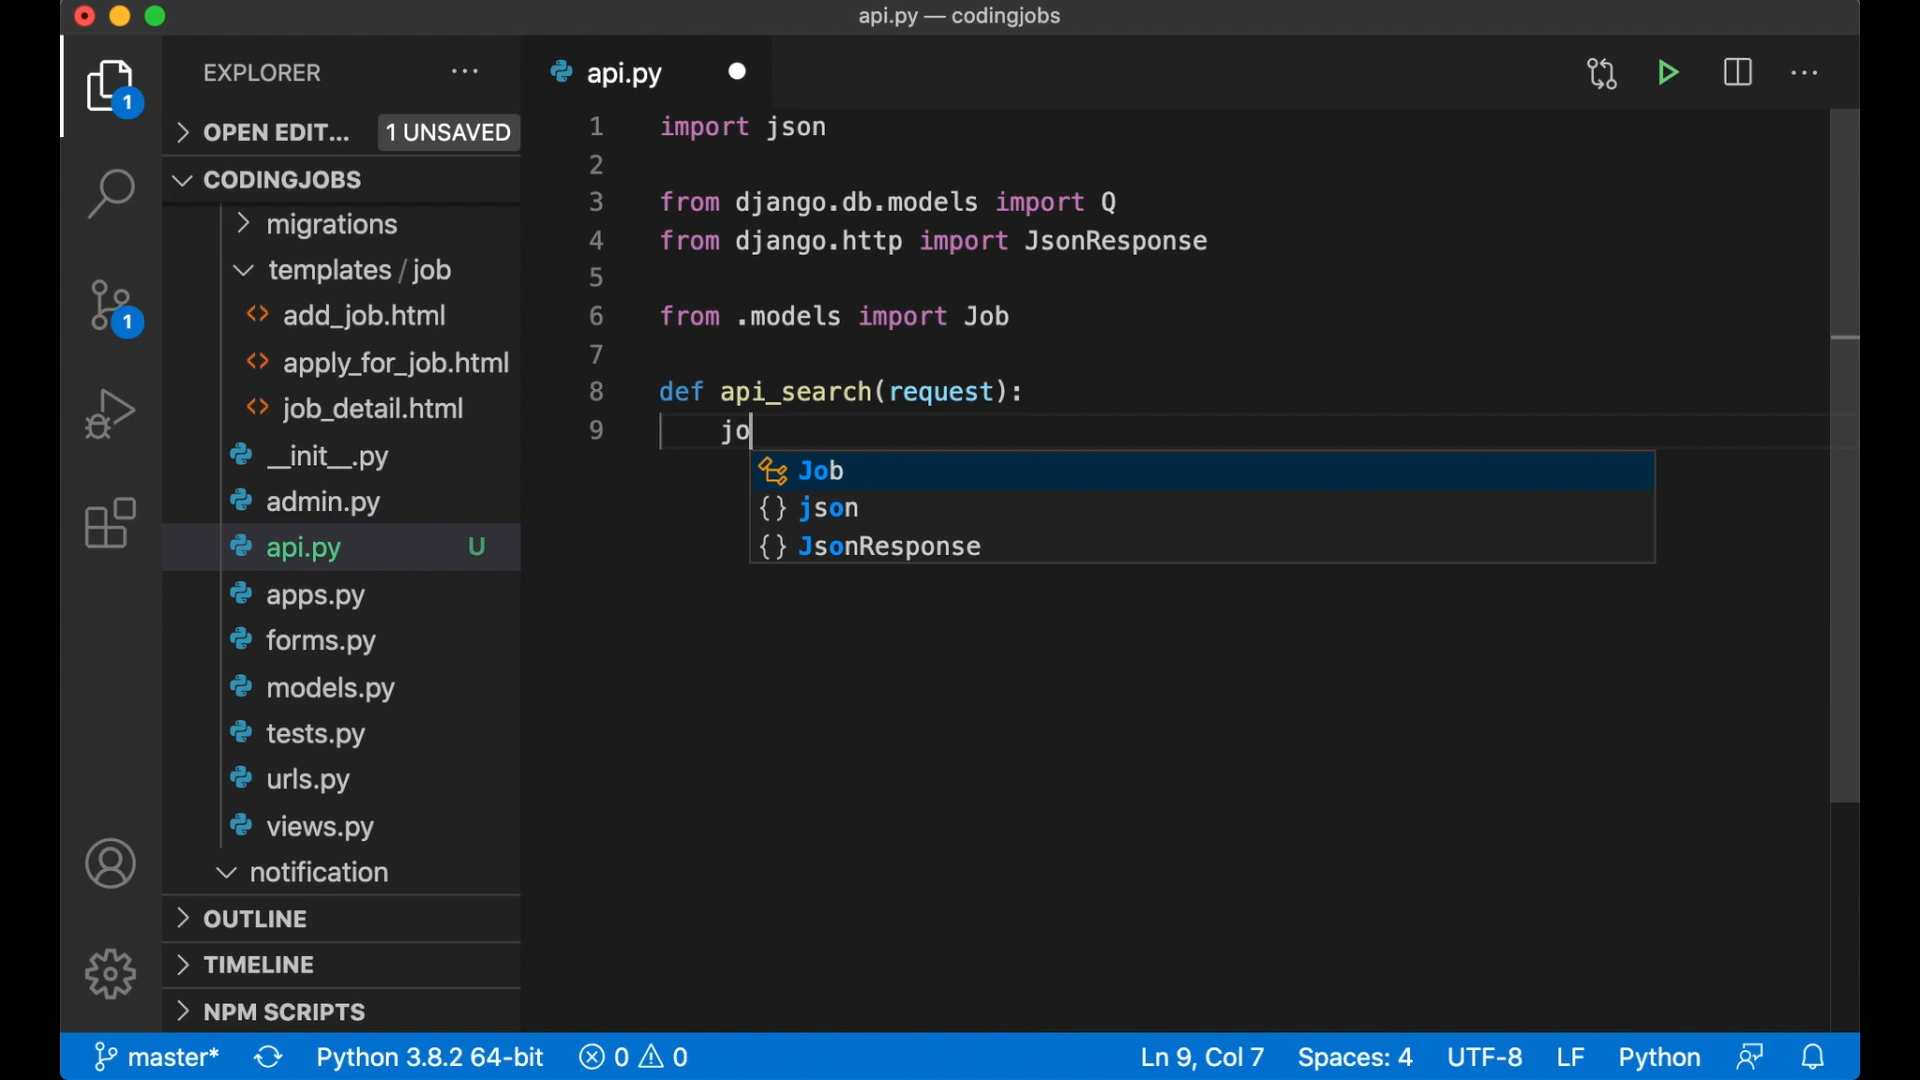 api.py — codingjobs
EXPLORER
api.py
OPEN EDIT... 1 UNSAVED
CODINGJOBS
migrations
templates / job
add_job.html
apply_for_job.html
job_detail.html
__init__.py
admin.py
api.py U
apps.py
forms.py
models.py
tests.py
urls.py
views.py
notification
OUTLINE
TIMELINE
NPM SCRIPTS
1
1
1 import json
2
3 from django.db.models import Q
4 from django.http import JsonResponse
5
6 from .models import Job
7
8 def api_search(request):
9 jo
Job
{} json
{} JsonResponse
master* Python 3.8.2 64-bit 0 0 Ln 9, Col 7 Spaces: 4 UTF-8 LF Python